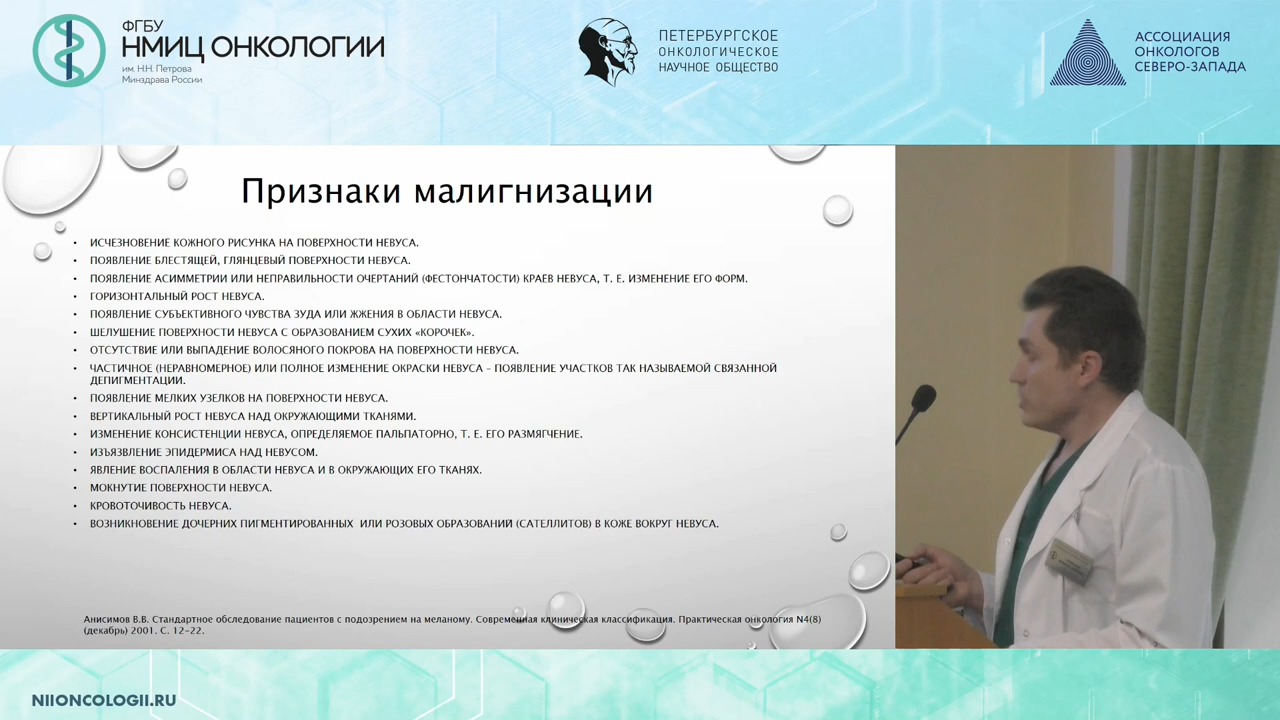 ФГБУ
НМИЦ ОНКОЛОГИИ
им. Н.Н. Петрова
Минздрава России
ПЕТЕРБУРГСКОЕ
ОНКОЛОГИЧЕСКОЕ
НАУЧНОЕ ОБЩЕСТВО
АССОЦИАЦИЯ
ОНКОЛОГОВ
СЕВЕРО-ЗАПАДА
Признаки малигнизации
• ИСЧЕЗНОВЕНИЕ КОЖНОГО РИСУНКА НА ПОВЕРХНОСТИ НЕВУСА.
• ПОЯВЛЕНИЕ БЛЕСТЯЩЕЙ, ГЛЯНЦЕВЫЙ ПОВЕРХНОСТИ НЕВУСА.
• ПОЯВЛЕНИЕ АСИММЕТРИИ ИЛИ НЕПРАВИЛЬНОСТИ ОЧЕРТАНИЙ (ФЕСТОНЧАТОСТИ) КРАЕВ НЕВУСА, Т. Е. ИЗМЕНЕНИЕ ЕГО ФОРМ.
• ГОРИЗОНТАЛЬНЫЙ РОСТ НЕВУСА.
• ПОЯВЛЕНИЕ СУБЪЕКТИВНОГО ЧУВСТВА ЗУДА ИЛИ ЖЖЕНИЯ В ОБЛАСТИ НЕВУСА.
• ШЕЛУШЕНИЕ ПОВЕРХНОСТИ НЕВУСА С ОБРАЗОВАНИЕМ СУХИХ «КОРОЧЕК».
• ОТСУТСТВИЕ ИЛИ ВЫПАДЕНИЕ ВОЛОСЯНОГО ПОКРОВА НА ПОВЕРХНОСТИ НЕВУСА.
• ЧАСТИЧНОЕ (НЕРАВНОМЕРНОЕ) ИЛИ ПОЛНОЕ ИЗМЕНЕНИЕ ОКРАСКИ НЕВУСА – ПОЯВЛЕНИЕ УЧАСТКОВ ТАК НАЗЫВАЕМОЙ СВЯЗАННОЙ
ДЕПИГМЕНТАЦИИ.
• ПОЯВЛЕНИЕ МЕЛКИХ УЗЕЛКОВ НА ПОВЕРХНОСТИ НЕВУСА.
• ВЕРТИКАЛЬНЫЙ РОСТ НЕВУСА НАД ОКРУЖАЮЩИМИ ТКАНЯМИ.
• ИЗМЕНЕНИЕ КОНСИСТЕНЦИИ НЕВУСА, ОПРЕДЕЛЯЕМОЕ ПАЛЬПАТОРНО, Т. Е. ЕГО РАЗМЯГЧЕНИЕ.
• ИЗЪЯЗВЛЕНИЕ ЭПИДЕРМИСА НАД НЕВУСОМ.
• ЯВЛЕНИЕ ВОСПАЛЕНИЯ В ОБЛАСТИ НЕВУСА И В ОКРУЖАЮЩИХ ЕГО ТКАНЯХ.
• МОКНУТИЕ ПОВЕРХНОСТИ НЕВУСА.
• КРОВОТОЧИВОСТЬ НЕВУСА.
• ВОЗНИКНОВЕНИЕ ДОЧЕРНИХ ПИГМЕНТИРОВАННЫХ ИЛИ РОЗОВЫХ ОБРАЗОВАНИЙ (САТЕЛЛИТОВ) В КОЖЕ ВОКРУГ НЕВУСА.
Анисимов В.В. Стандартное обследование пациентов с подозрением на меланому. Современная клиническая классификация. Практическая онкология N4(8)
(декабрь) 2001. С. 12-22.
NIIONCOLOGII.RU